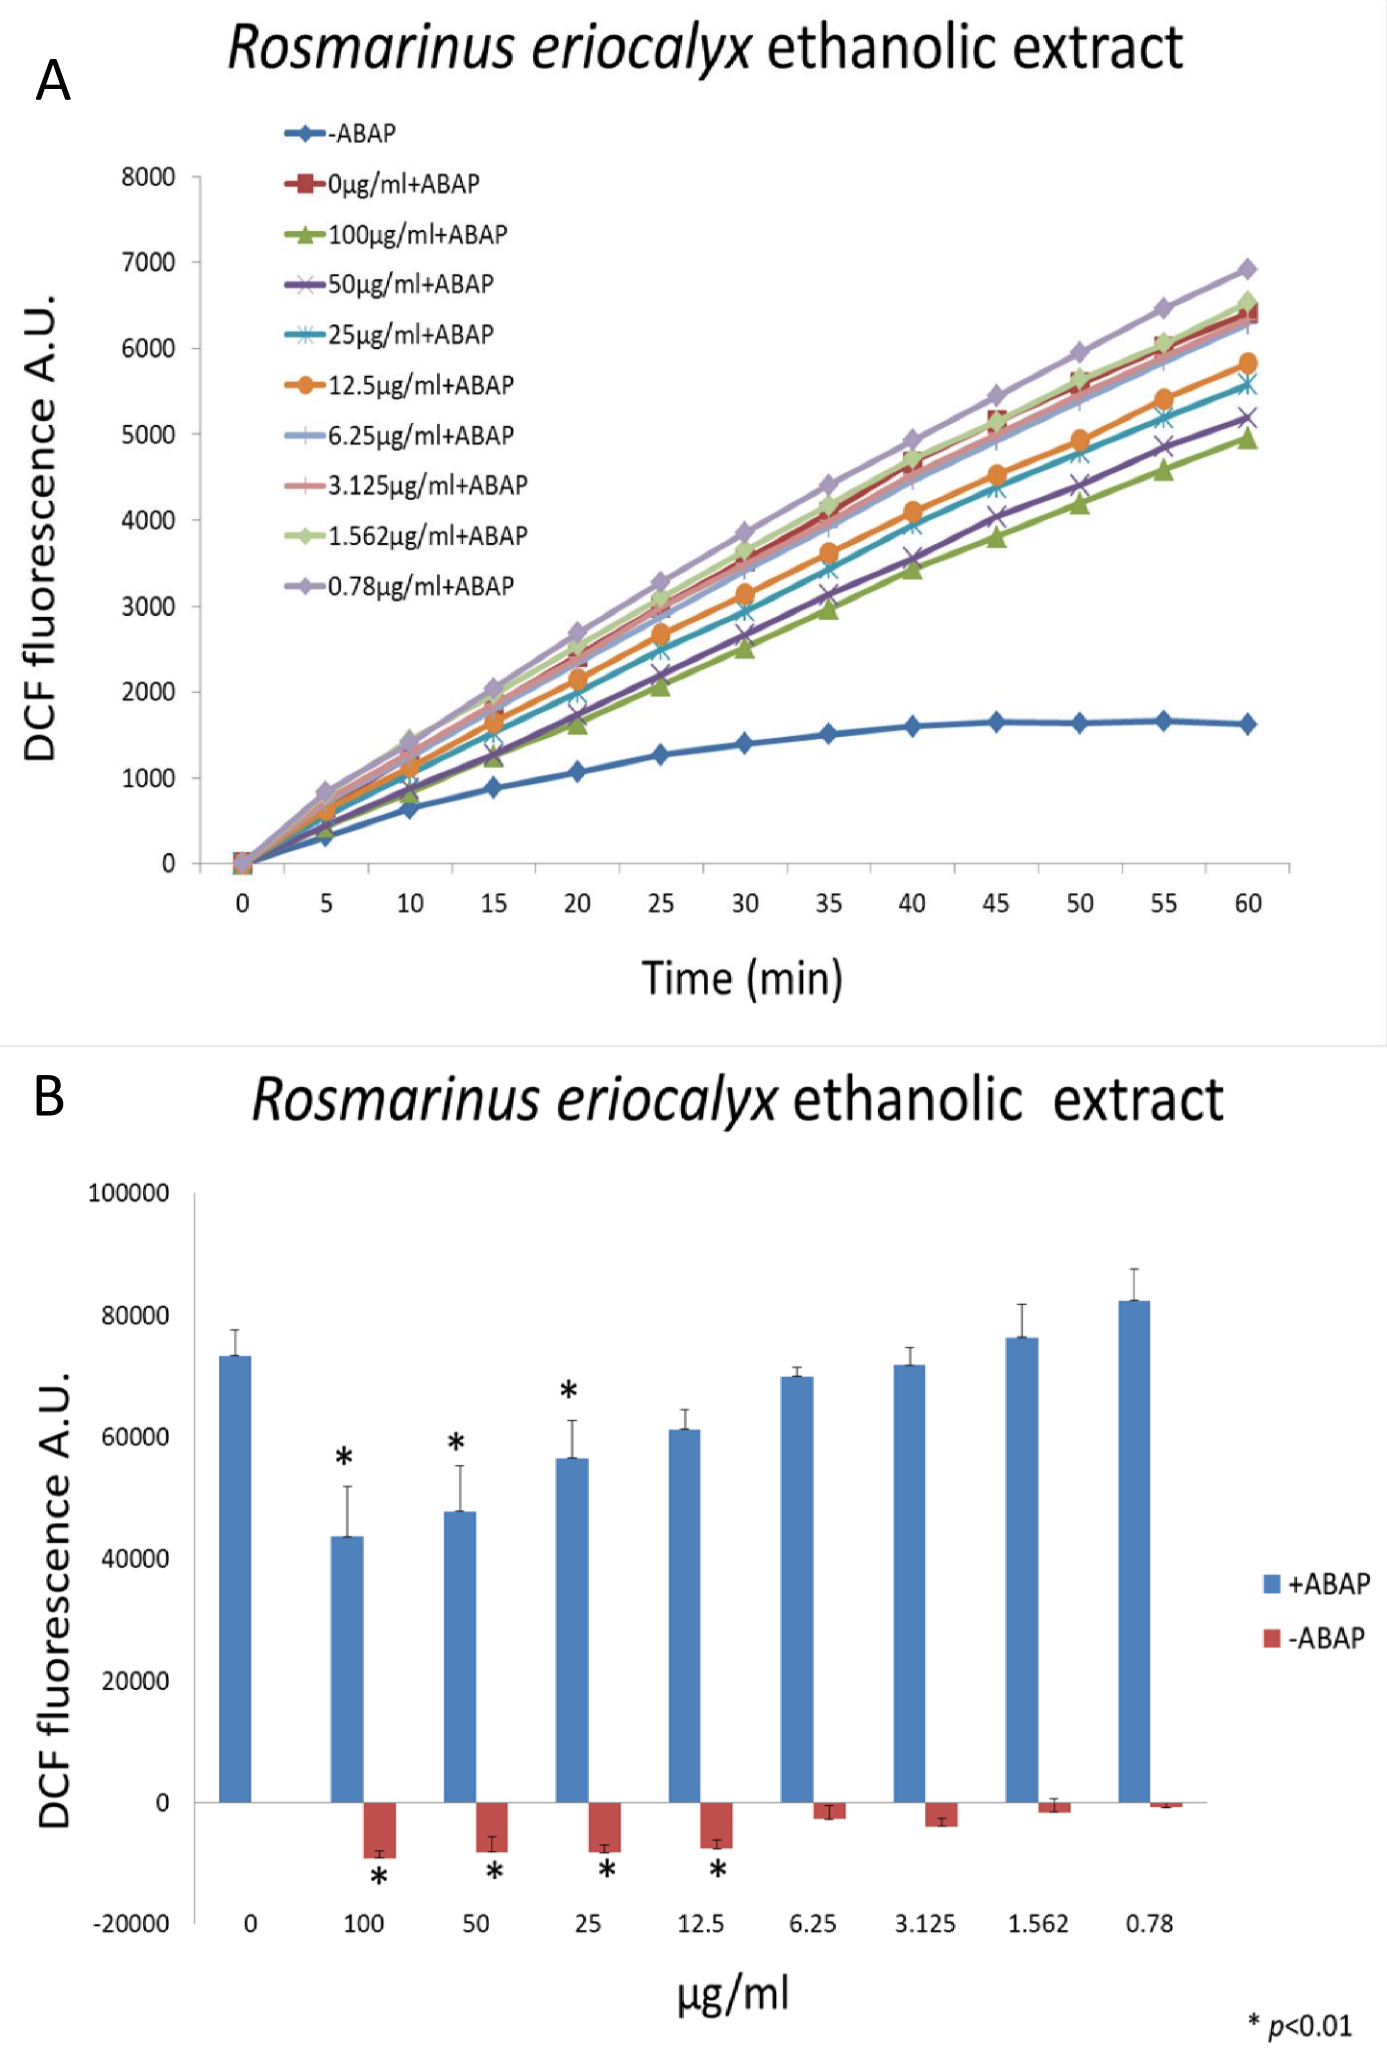 Rosmarinus eriocalyx ethanolic extract
A
-ABAP
0µg/ml+ABAP
100µg/ml+ABAP
50µg/ml+ABAP
25µg/ml+ABAP
12.5µg/ml+ABAP
6.25µg/ml+ABAP
3.125µg/ml+ABAP
1.562µg/ml+ABAP
0.78µg/ml+ABAP
8000
7000
6000
5000
4000
3000
2000
1000
0
DCF fluorescence A.U.
0 5 10 15 20 25 30 35 40 45 50 55 60
Time (min)
B
Rosmarinus eriocalyx ethanolic extract
100000
80000
60000
40000
20000
0
-20000
DCF fluorescence A.U.
* * *
* * * *
+ABAP
-ABAP
0 100 50 25 12.5 6.25 3.125 1.562 0.78
µg/ml
* p<0.01